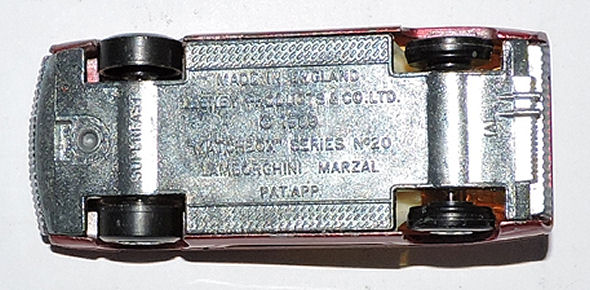 MADE IN ENGLAND
LESNEY PRODUCTS & CO. LTD.
© 1969
"MATCHBOX" SERIES Nº20
LAMBORGHINI MARZAL
PAT. APP.
SUPERFAST